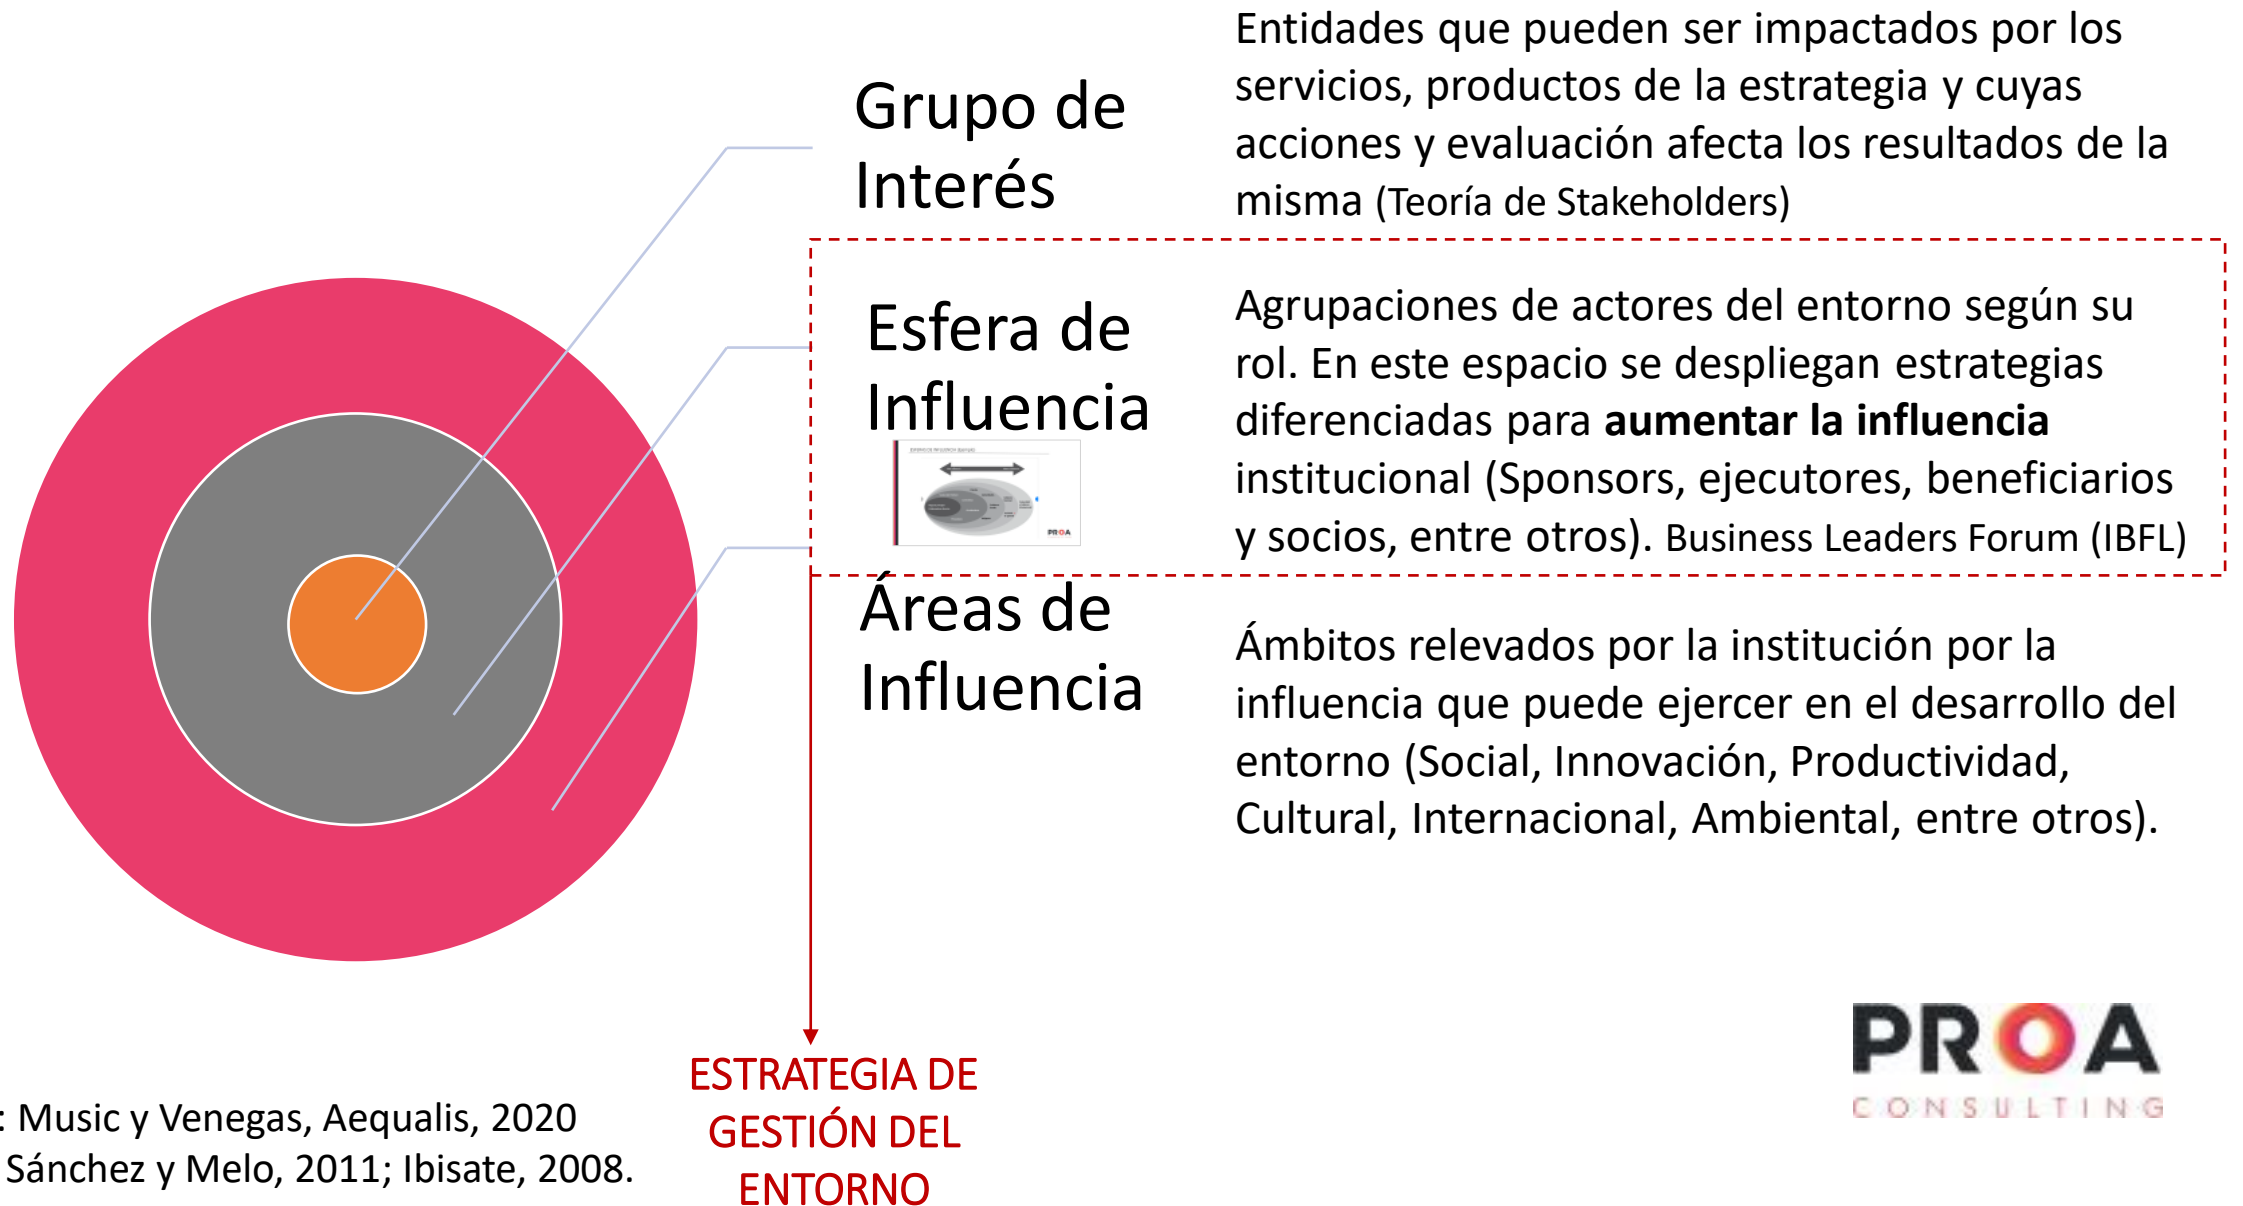 Grupo de
Interés
Entidades que pueden ser impactados por los
servicios, productos de la estrategia y cuyas
acciones y evaluación afecta los resultados de la
misma (Teoría de Stakeholders)
Esfera de
Influencia
Agrupaciones de actores del entorno según su
rol. En este espacio se despliegan estrategias
diferenciadas para aumentar la influencia
institucional (Sponsors, ejecutores, beneficiarios
y socios, entre otros). Business Leaders Forum (IBFL)
PROA
Áreas de
Influencia
Ámbitos relevados por la institución por la
influencia que puede ejercer en el desarrollo del
entorno (Social, Innovación, Productividad,
Cultural, Internacional, Ambiental, entre otros).
ESTRATEGIA DE
GESTIÓN DEL
ENTORNO
: Music y Venegas, Aequalis, 2020
Sánchez y Melo, 2011; Ibisate, 2008.
PROA
CONSULTING